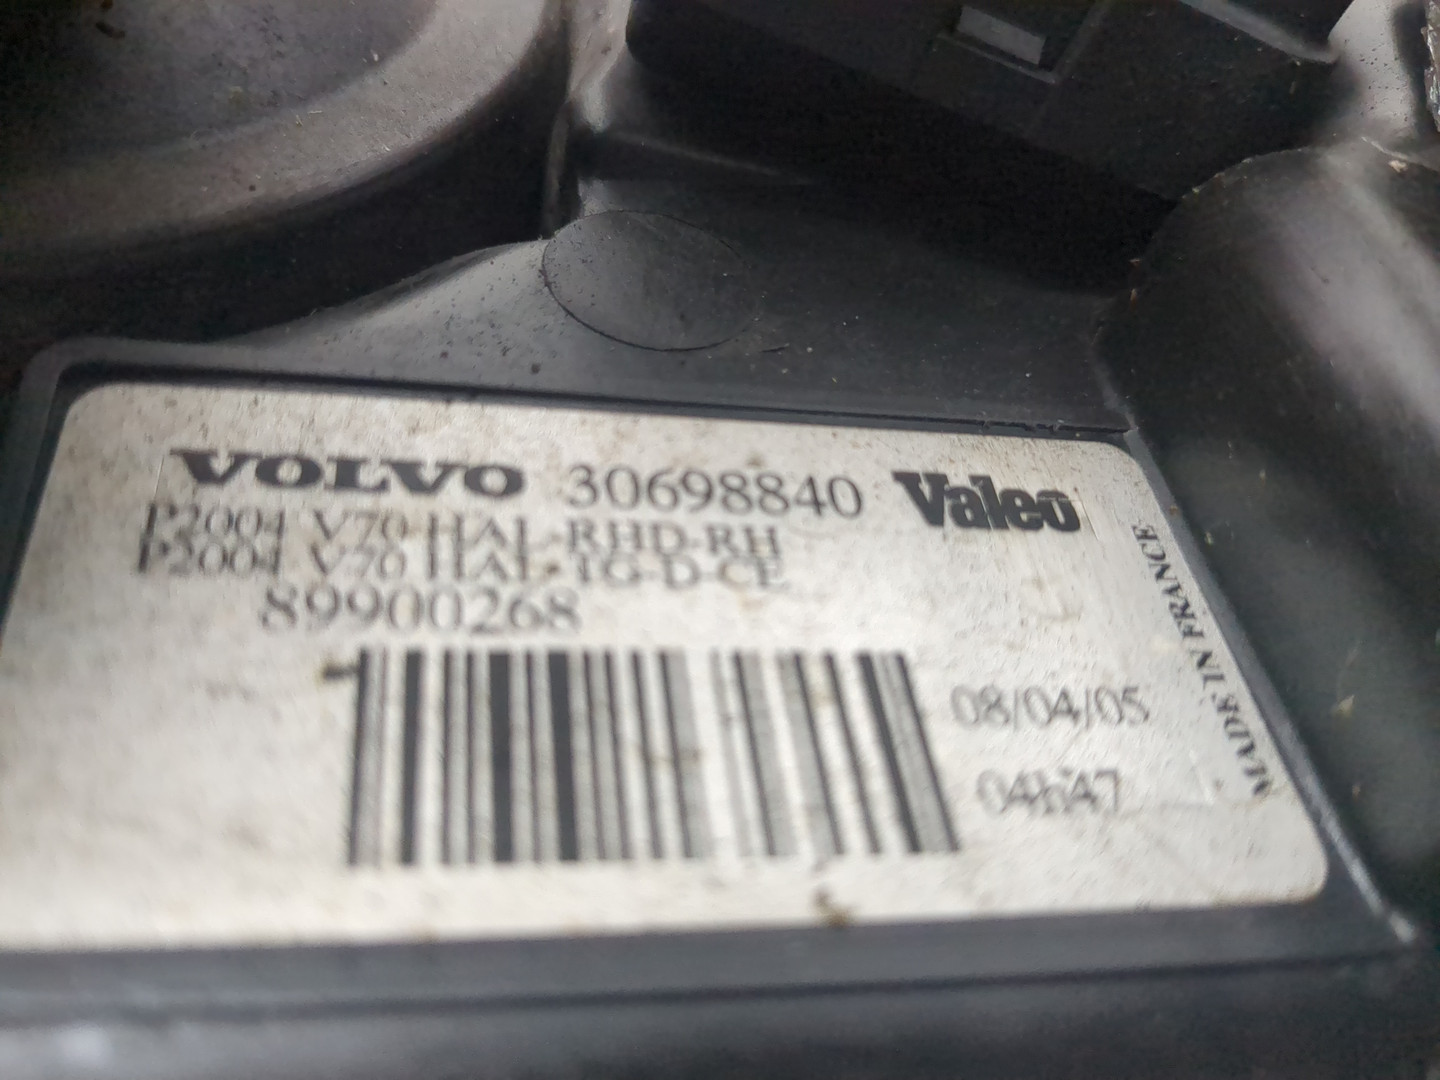 VOLVO 30698840 Valeo
P2004 V70 HAL-RHD-RH
P2004 V70 HAL-TG-D-CE
89900268
08/04/05
MADE IN FRANCE